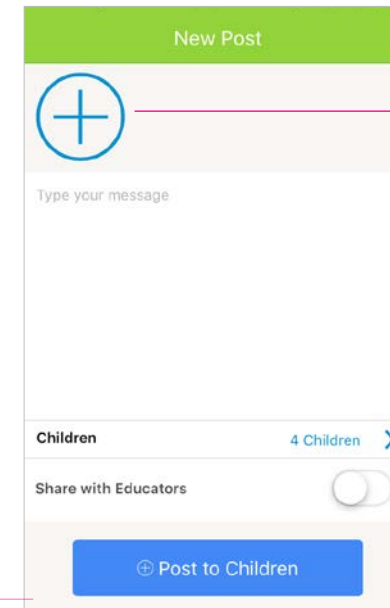 New Post
Type your message
Children 4 Children
Share with Educators
Post to Children